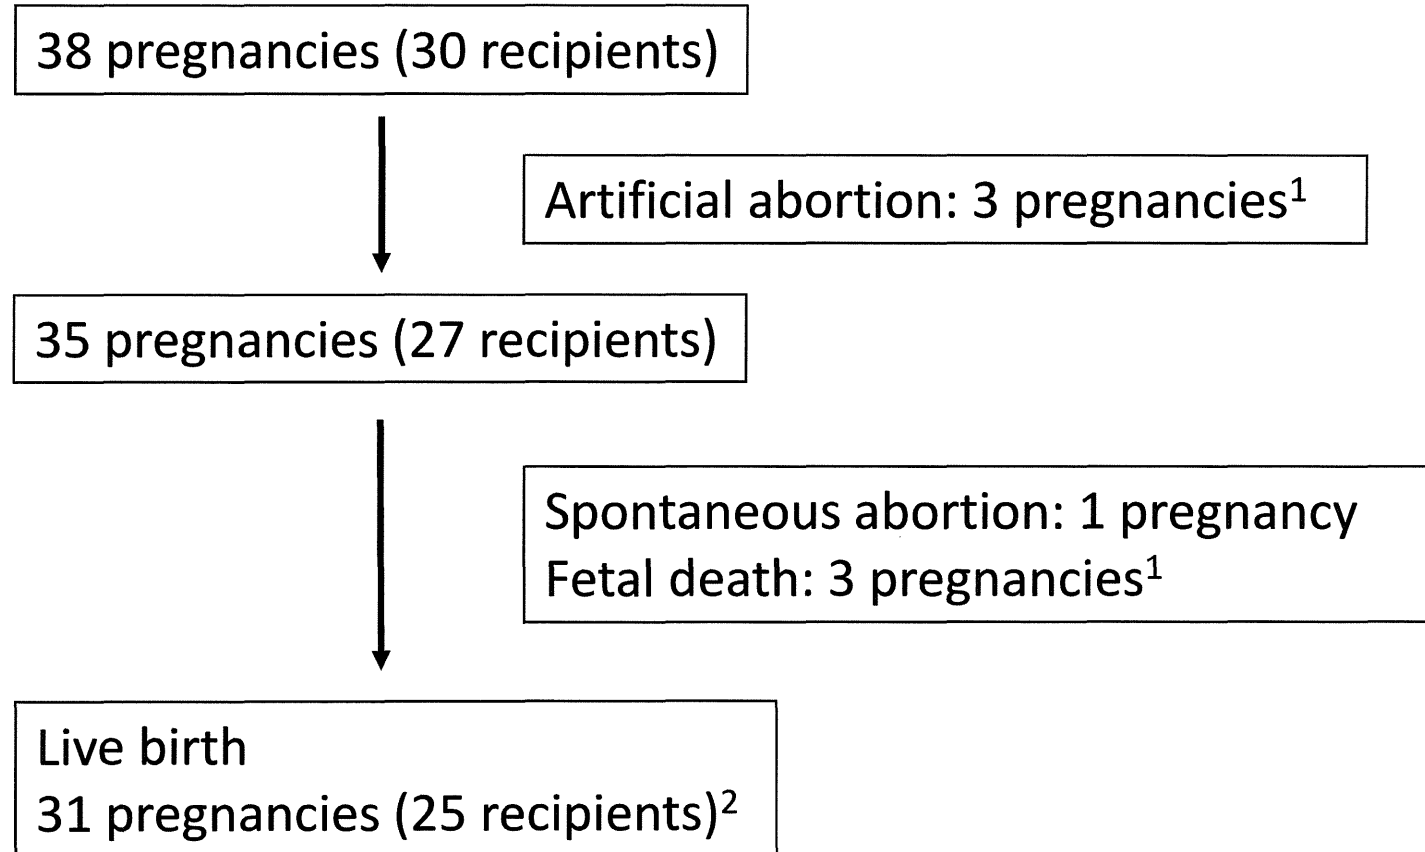 38 pregnancies (30 recipients)
Artificial abortion: 3 pregnancies¹
35 pregnancies (27 recipients)
Spontaneous abortion: 1 pregnancy
Fetal death: 3 pregnancies¹
Live birth
31 pregnancies (25 recipients)²